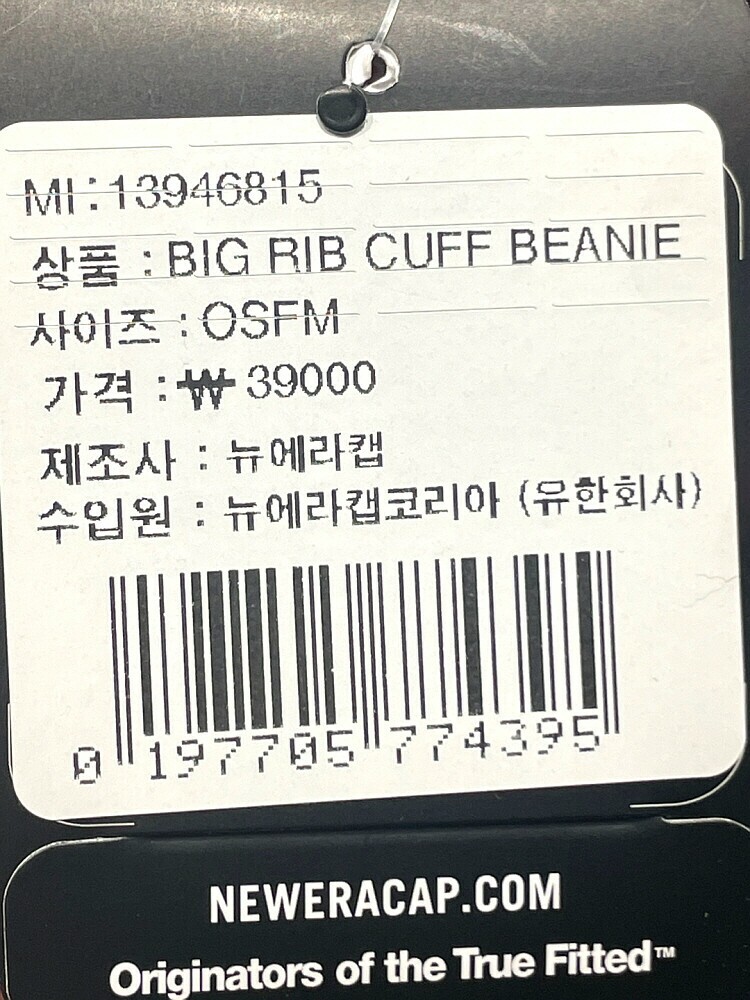 MI:13946815
상품 : BIG RIB CUFF BEANIE
사이즈 : OSFM
가격 : ₩ 39000
제조사 : 뉴에라캡
수입원 : 뉴에라캡코리아 (유한회사)
0 197705 774395
NEWERACAP.COM
Originators of the True Fitted™